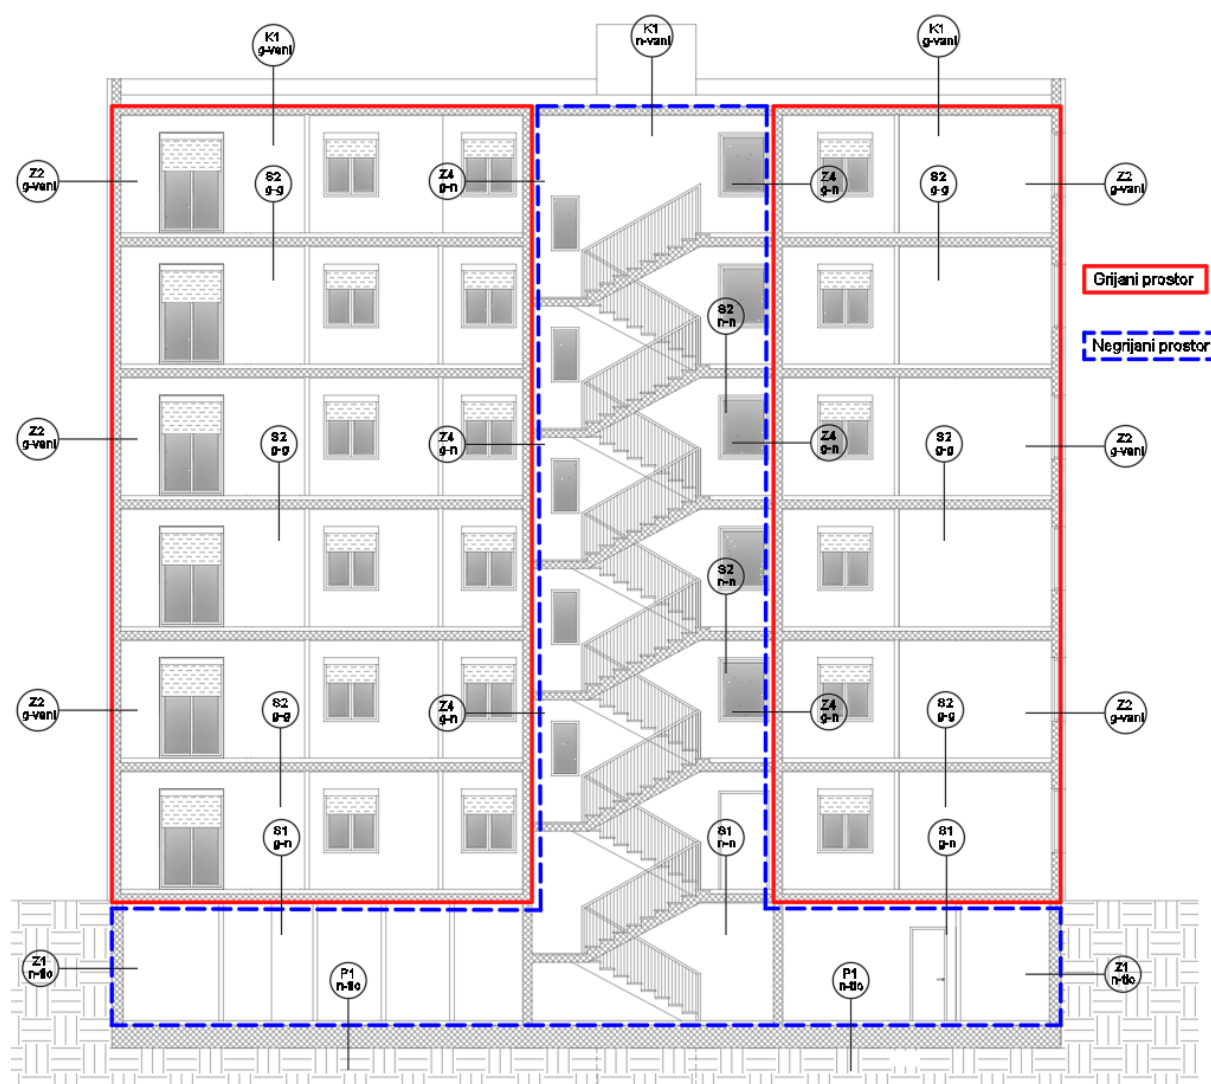 K1
g-vani
K1
n-vani
K1
g-vani
Z2
g-vani
S2
g-g
Z4
g-n
Z4
g-n
S2
g-g
Z2
g-vani
Grijani prostor
S2
n-n
Negrijani prostor
Z2
g-vani
S2
g-g
Z4
g-n
Z4
g-n
S2
g-g
Z2
g-vani
S2
n-n
Z2
g-vani
S2
g-g
Z4
g-n
Z4
g-n
S2
g-g
Z2
g-vani
S1
g-n
S1
n-n
S1
g-n
Z1
n-tlo
P1
n-tlo
P1
n-tlo
Z1
n-tlo